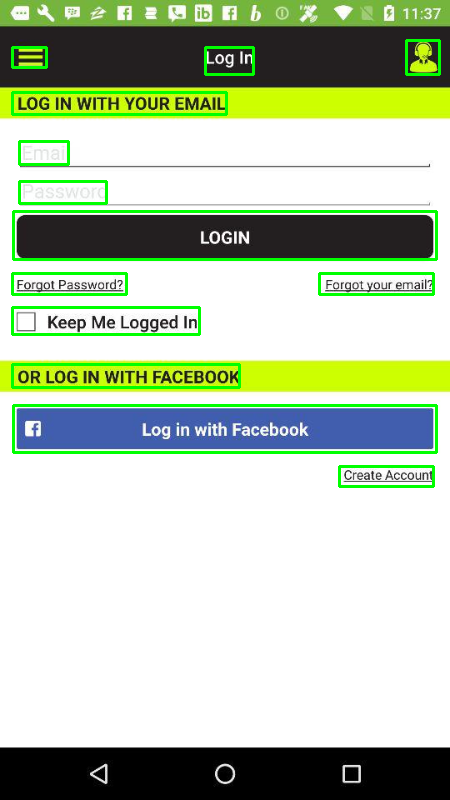 11:37
Log In
LOG IN WITH YOUR EMAIL
Email
Password
LOGIN
Forgot Password? Forgot your email?
Keep Me Logged In
OR LOG IN WITH FACEBOOK
Log in with Facebook
Create Account